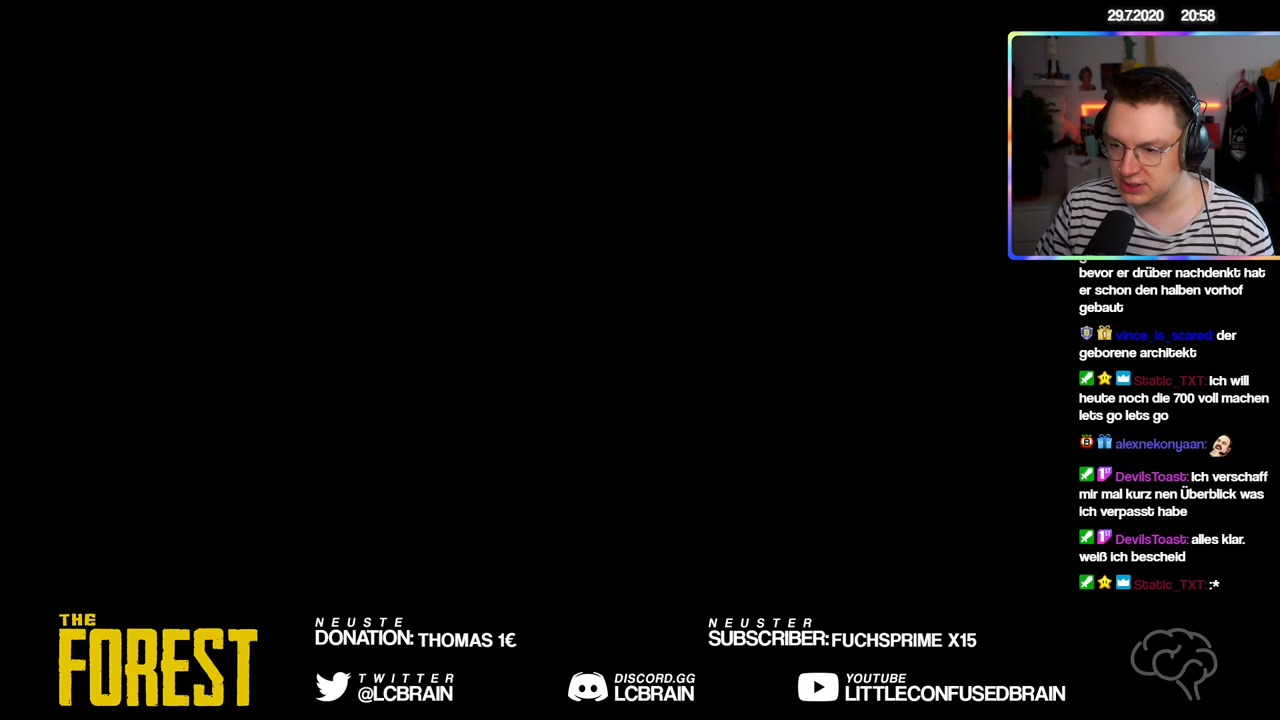 29.7.2020 20:58
bevor er drüber nachdenkt hat
er schon den halben vorhof
gebaut
vince_is_scared: der
geborene architekt
Static_TXT: Ich will
heute noch die 700 voll machen
lets go lets go
alexnekonyaan:
DevilsToast: Ich verschaff
mir mal kurz nen Überblick was
ich verpasst habe
DevilsToast: alles klar.
weiß ich bescheid
Static_TXT: :*
THE
FOREST
NEUSTE
DONATION: THOMAS 1€
NEUSTER
SUBSCRIBER: FUCHSPRIME X15
TWITTER
@LCBRAIN
DISCORD.GG
LCBRAIN
YOUTUBE
LITTLECONFUSEDBRAIN